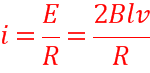 i = E/R = 2Blv/R